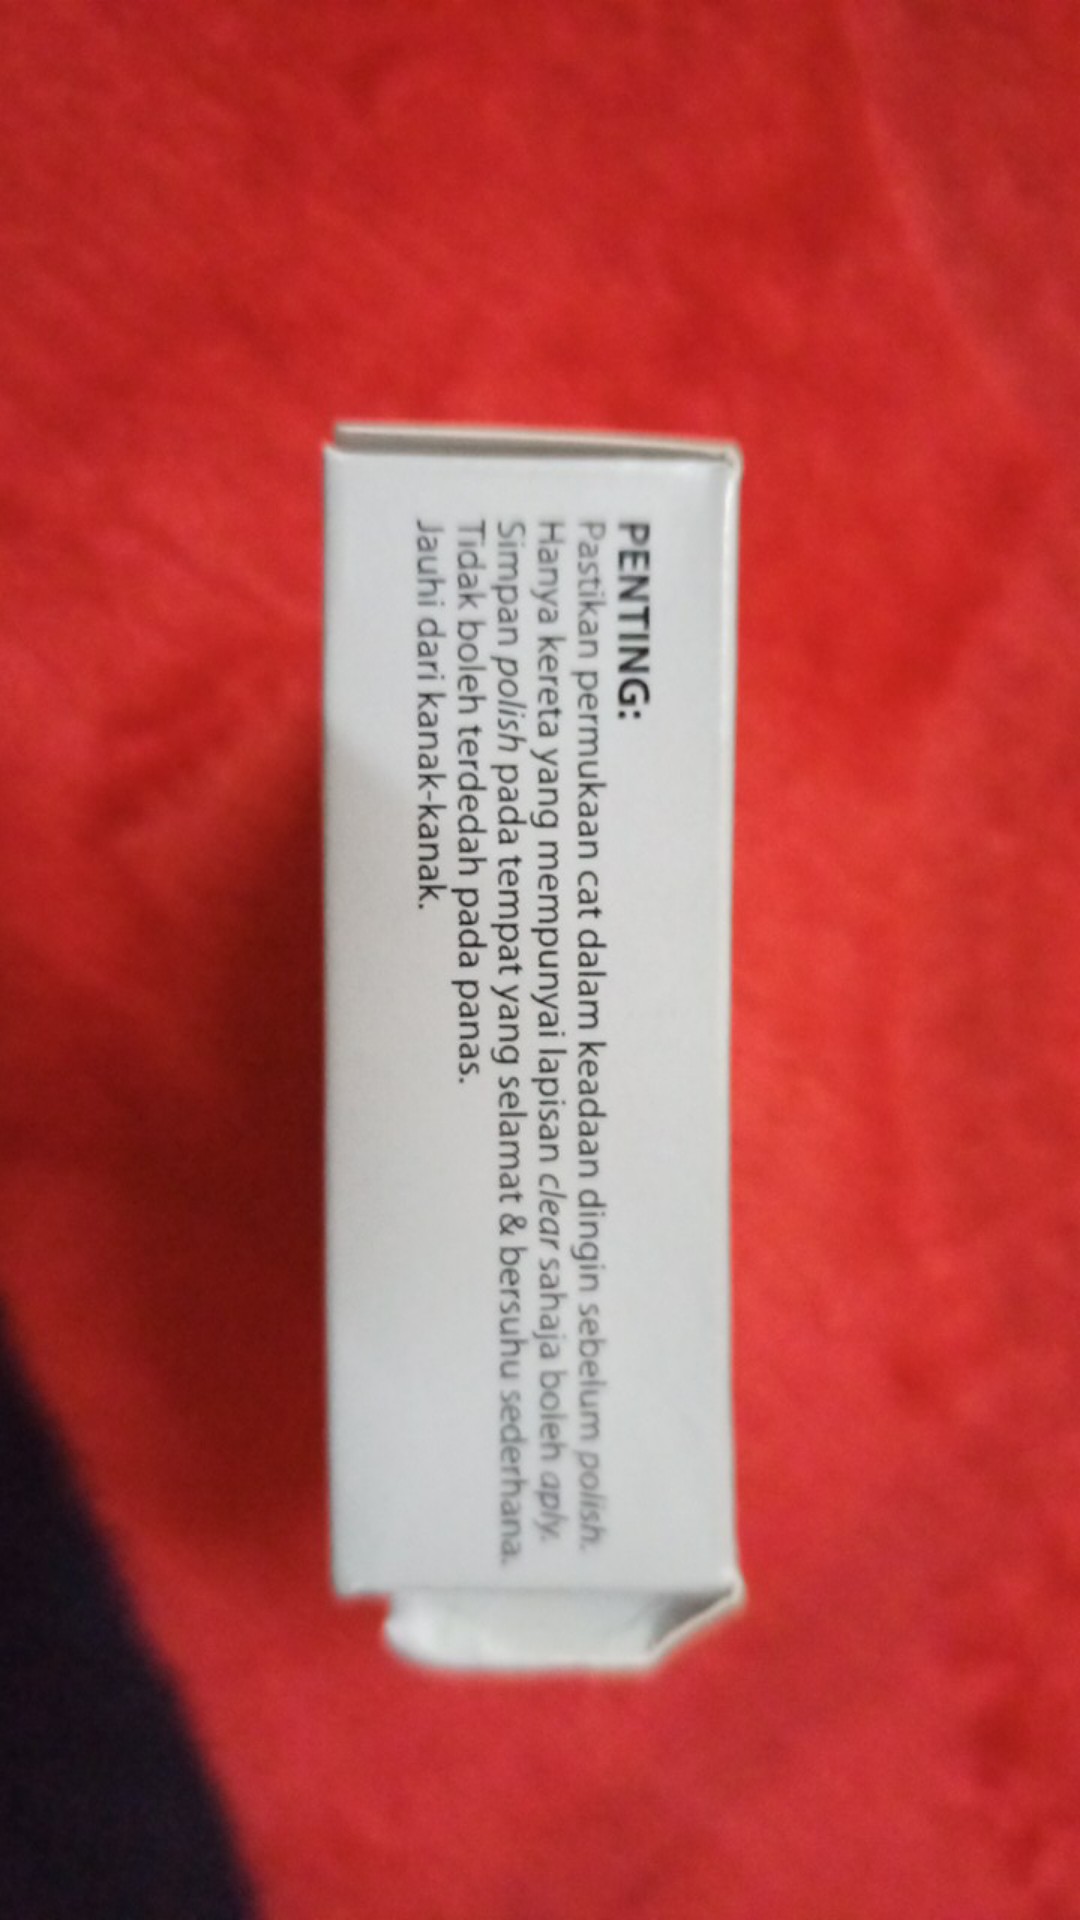 PENTING:
Pastikan permukaan cat dalam keadaan dingin sebelum polish.
Hanya kereta yang mempunyai lapisan clear sahaja boleh aply.
Simpan polish pada tempat yang selamat & bersuhu sederhana.
Tidak boleh terdedah pada panas.
Jauhi dari kanak-kanak.